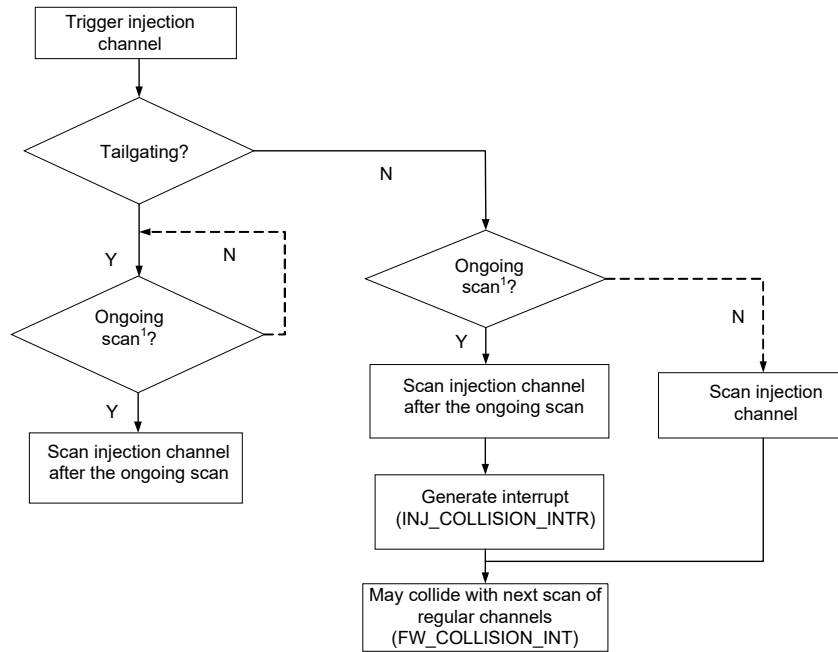 Trigger injection
channel
Tailgating?
N
Y
N
Ongoing
scan¹?
Y
Scan injection channel
after the ongoing scan
Ongoing
scan¹?
Y
N
Scan injection channel
after the ongoing scan
Scan injection
channel
Generate interrupt
(INJ_COLLISION_INTR)
May collide with next scan of
regular channels
(FW_COLLISION_INT)